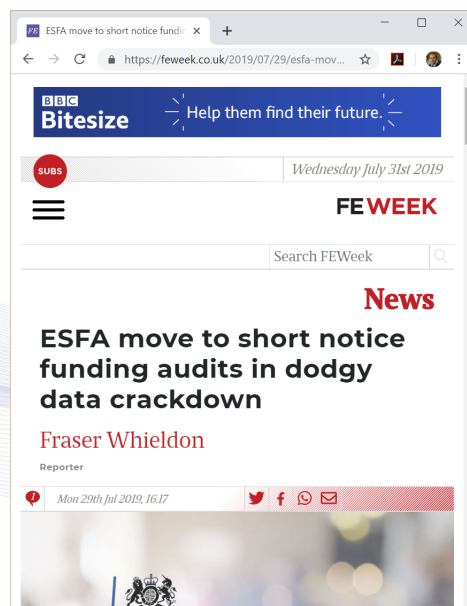 FE ESFA move to short notice fundin
https://feweek.co.uk/2019/07/29/esfa-mov...
BBC
Bitesize
Help them find their future.
SUBS
Wednesday July 31st 2019
FE WEEK
Search FEWeek
News
ESFA move to short notice
funding audits in dodgy
data crackdown
Fraser Whieldon
Reporter
1 Mon 29th Jul 2019, 16.17